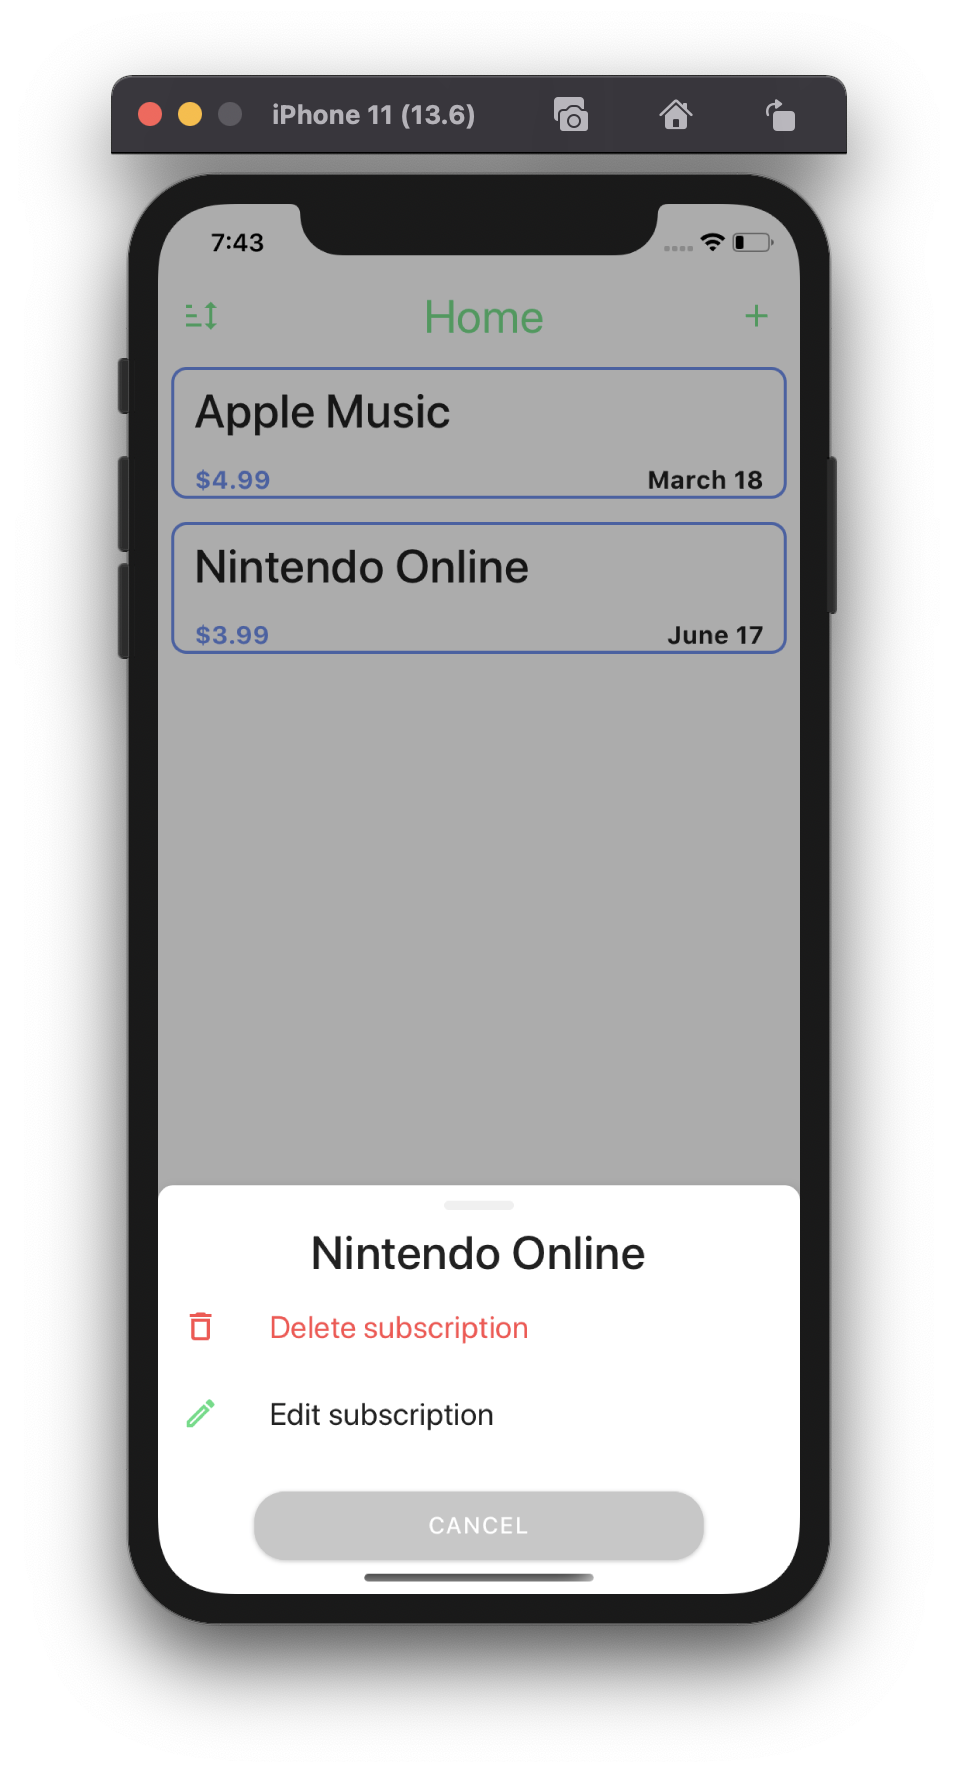 iPhone 11 (13.6)
7:43
Home
Apple Music
$4.99 March 18
Nintendo Online
$3.99 June 17
Nintendo Online
Delete subscription
Edit subscription
CANCEL